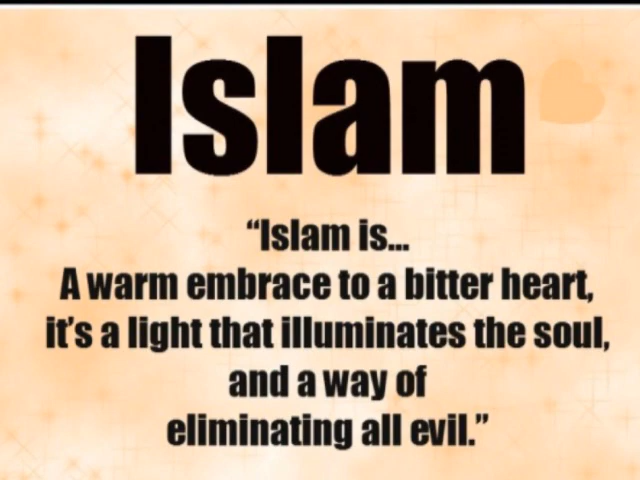 Islam
“Islam is...
A warm embrace to a bitter heart,
it’s a light that illuminates the soul,
and a way of
eliminating all evil.”